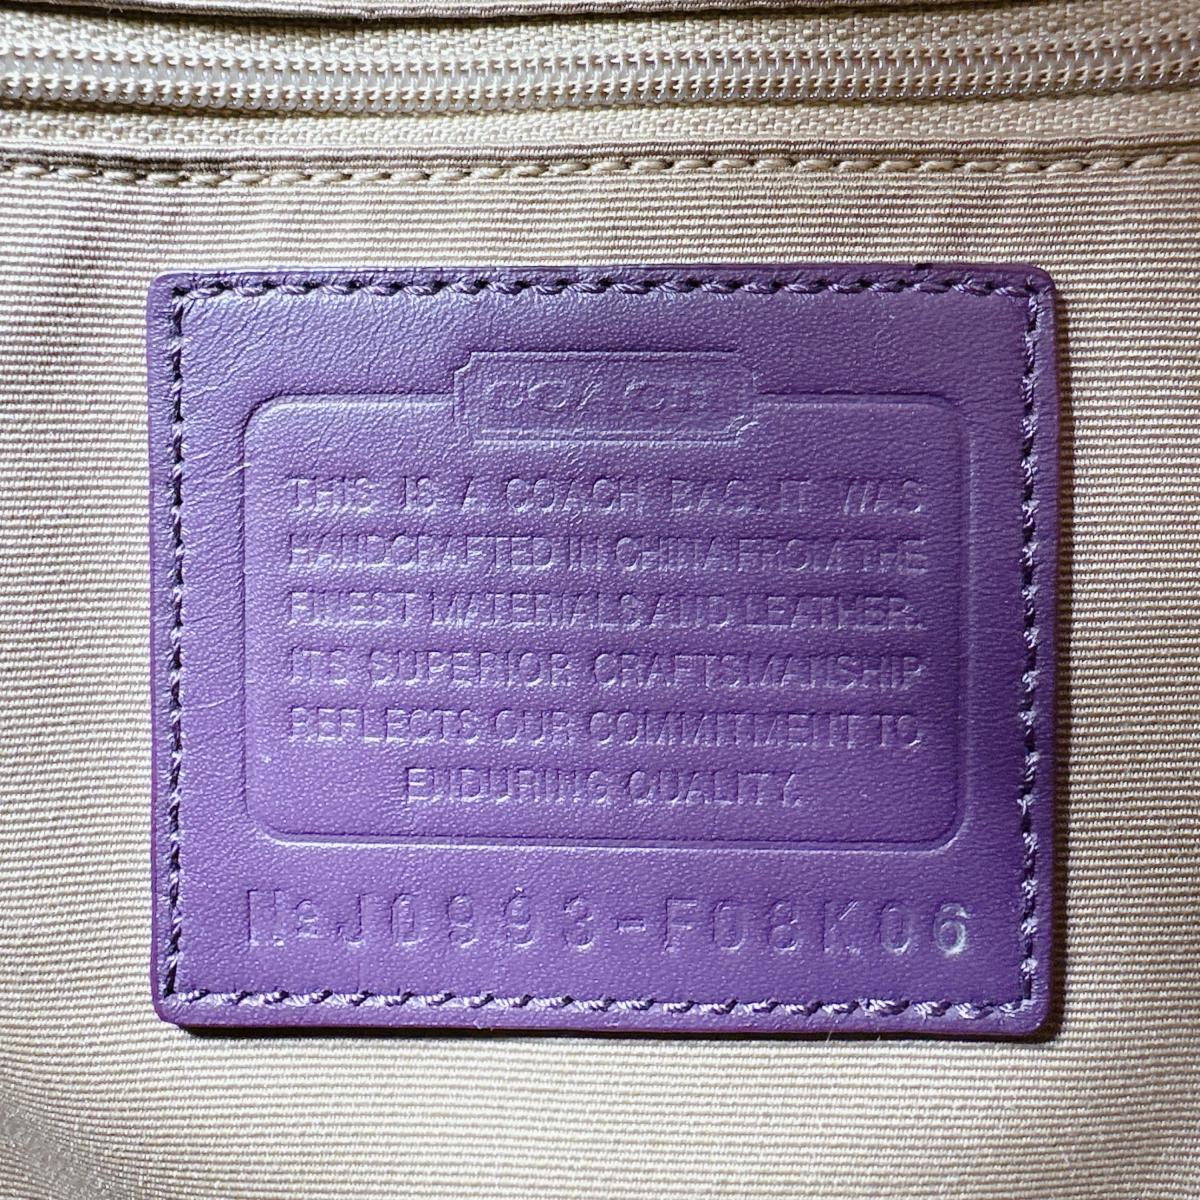 COACH
THIS IS A COACH BAG. IT WAS
HANDCRAFTED IN CHINA FROM THE
FINEST MATERIALS AND LEATHER.
ITS SUPERIOR CRAFTSMANSHIP
REFLECTS OUR COMMITMENT TO
ENDURING QUALITY.
No J0993-F08K06